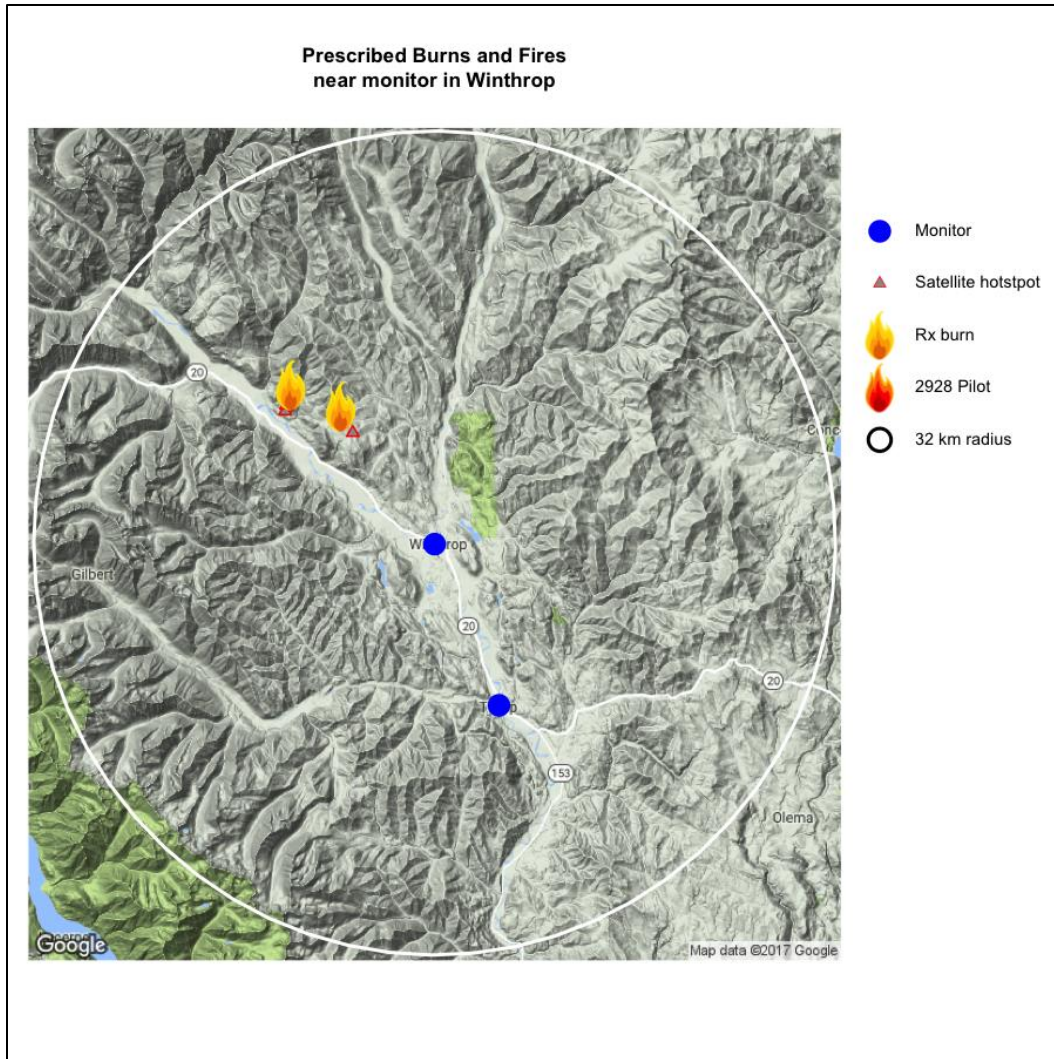 Prescribed Burns and Fires
near monitor in Winthrop
Monitor
Satellite hotstpot
Rx burn
2928 Pilot
32 km radius
20
Gilbert
20
20
153
Olema
Google
Map data ©2017 Google